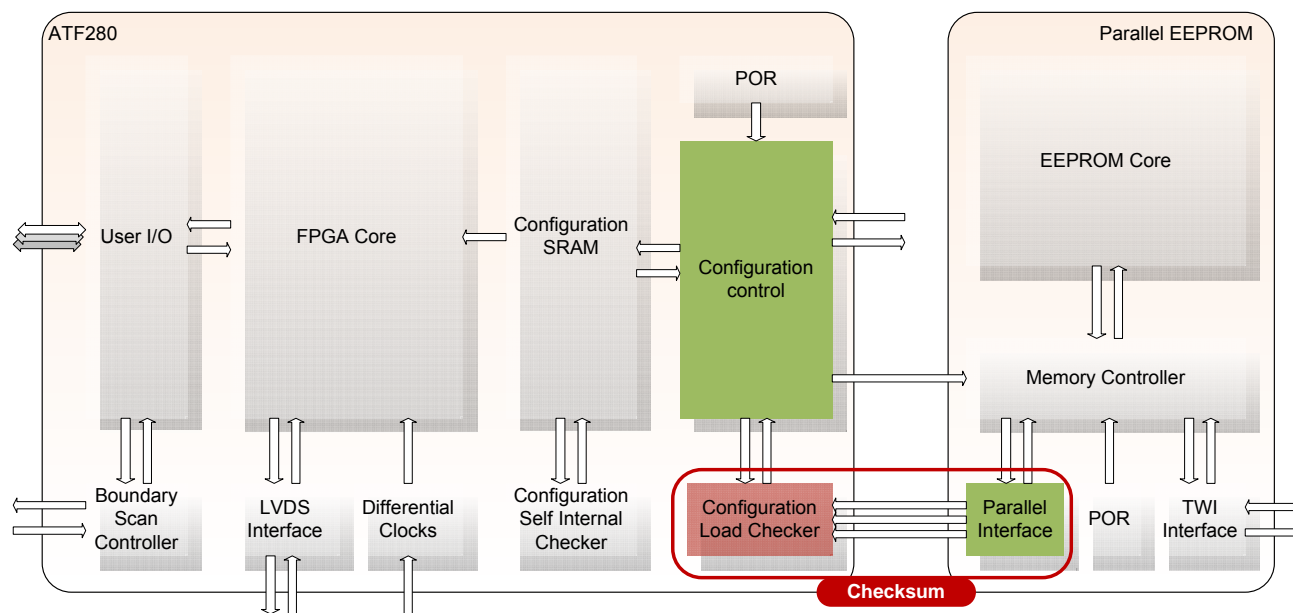 ATF280
Parallel EEPROM
POR
EEPROM Core
User I/O
FPGA Core
Configuration
SRAM
Configuration
control
Memory Controller
Boundary
Scan
Controller
LVDS
Interface
Differential
Clocks
Configuration
Self Internal
Checker
Configuration
Load Checker
Parallel
Interface
POR
TWI
Interface
Checksum